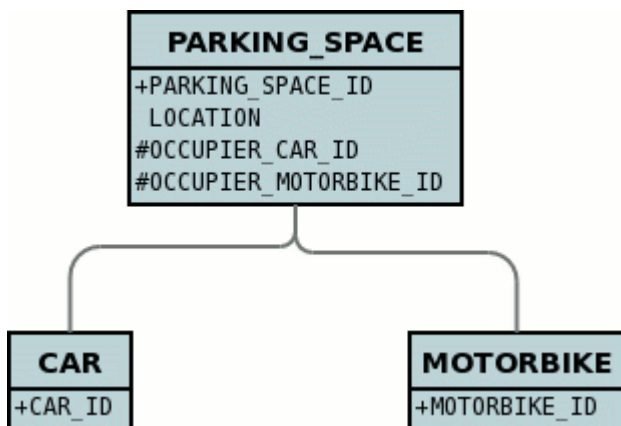 PARKING_SPACE
+PARKING_SPACE_ID
LOCATION
#OCCUPIER_CAR_ID
#OCCUPIER_MOTORBIKE_ID
CAR
+CAR_ID
MOTORBIKE
+MOTORBIKE_ID